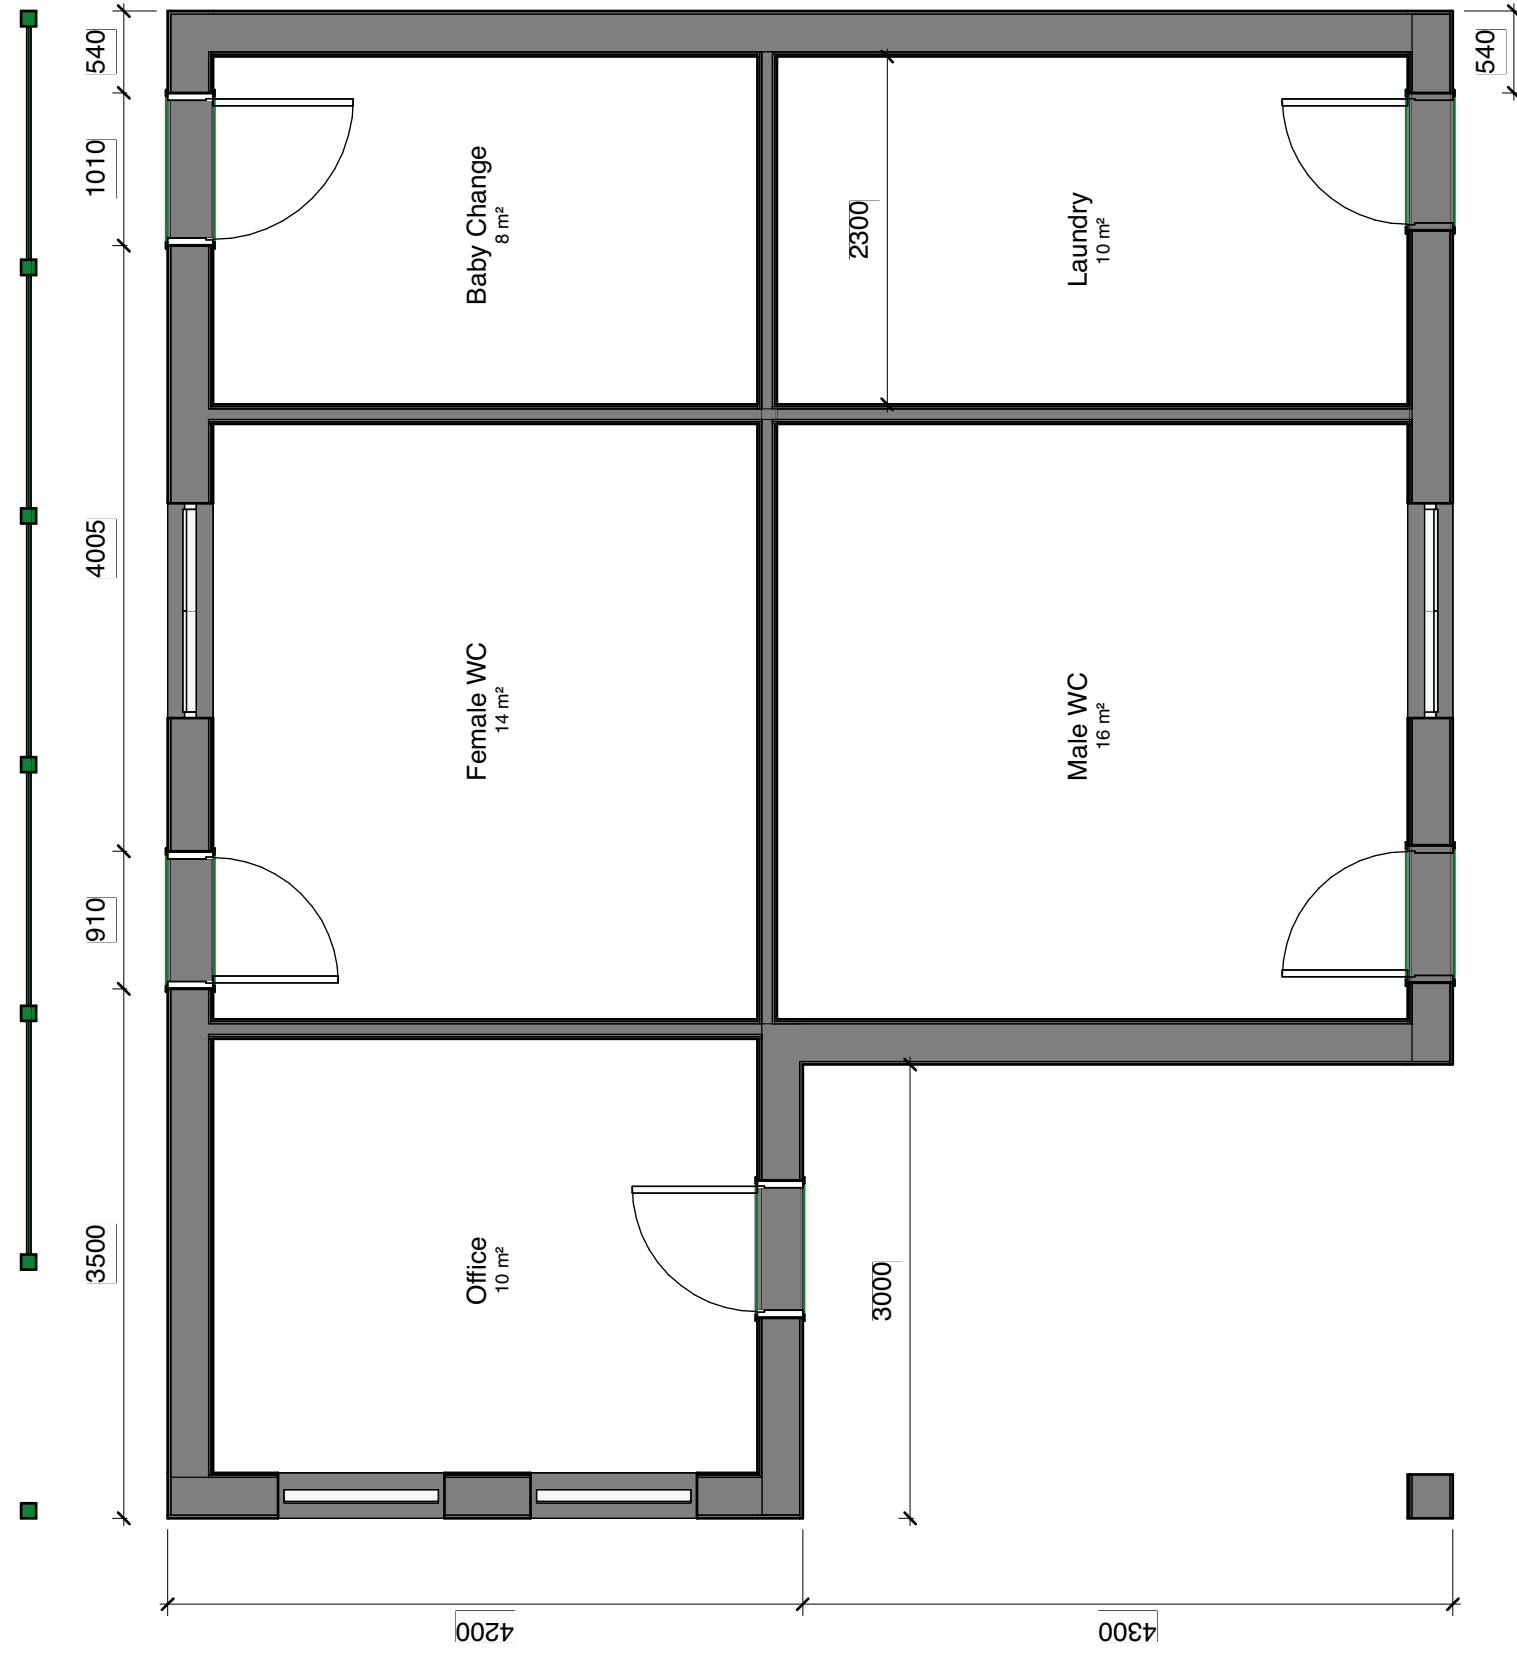 540
1010
4005
910
3500
540
Baby Change
8 m²
2300
Laundry
10 m²
Female WC
14 m²
Male WC
16 m²
Office
10 m²
3000
4200
4300